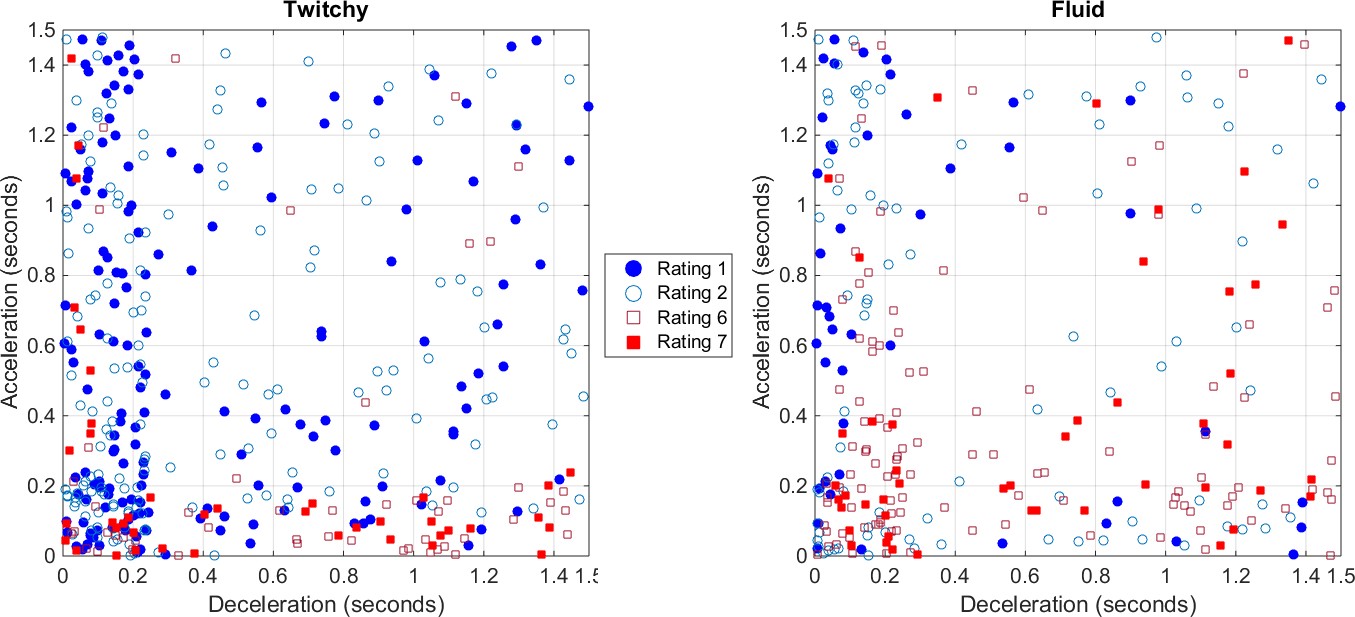 Twitchy
Acceleration (seconds)
1.5
1.4
1.2
1
0.8
0.6
0.4
0.2
0
0 0.2 0.4 0.6 0.8 1 1.2 1.4 1.5
Deceleration (seconds)
Rating 1
Rating 2
Rating 6
Rating 7
Fluid
Acceleration (seconds)
1.5
1.4
1.2
1
0.8
0.6
0.4
0.2
0
0 0.2 0.4 0.6 0.8 1 1.2 1.4 1.5
Deceleration (seconds)